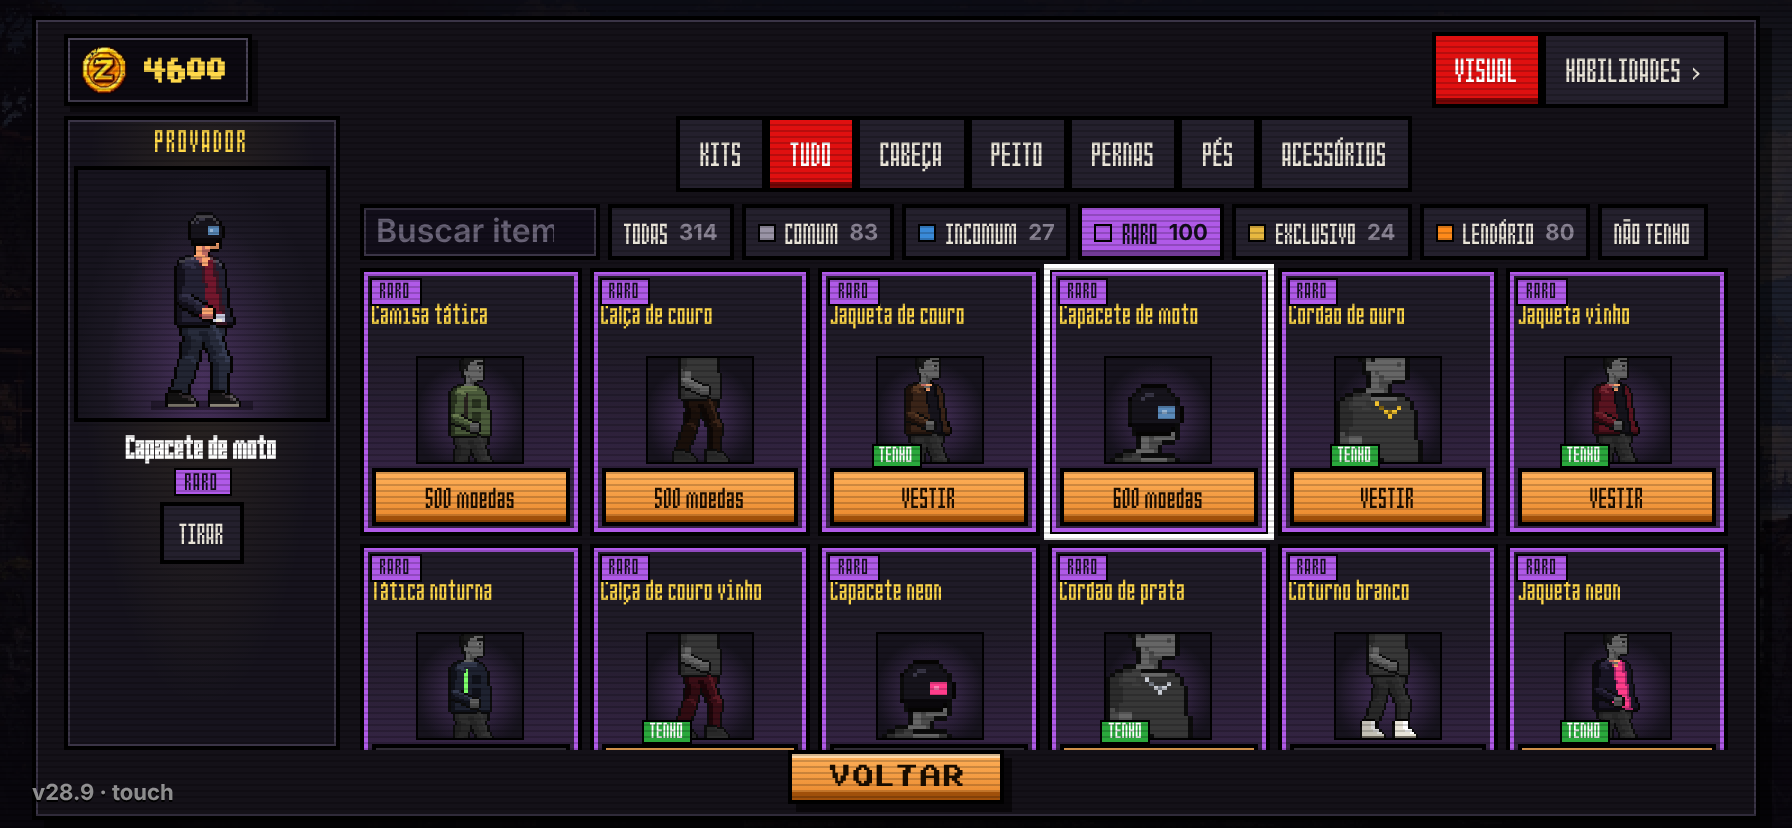 4600
VISUAL
HABILIDADES ›
PROVADOR
KITS
TUDO
CABEÇA
PEITO
PERNAS
PÉS
ACESSÓRIOS
Buscar item
TODAS 314
COMUM 83
INCOMUM 27
RARO 100
EXCLUSIVO 24
LENDÁRIO 80
NÃO TENHO
RARO
Camisa tática
500 moedas
RARO
Calça de couro
500 moedas
RARO
Jaqueta de couro
TENHO
VESTIR
RARO
Capacete de moto
600 moedas
RARO
Cordao de ouro
TENHO
VESTIR
RARO
Jaqueta vinho
TENHO
VESTIR
Capacete de moto
RARO
TIRAR
RARO
Tática noturna
RARO
Calça de couro vinho
TENHO
RARO
Capacete neon
RARO
Cordao de prata
TENHO
RARO
Coturno branco
RARO
Jaqueta neon
TENHO
VOLTAR
v28.9 · touch